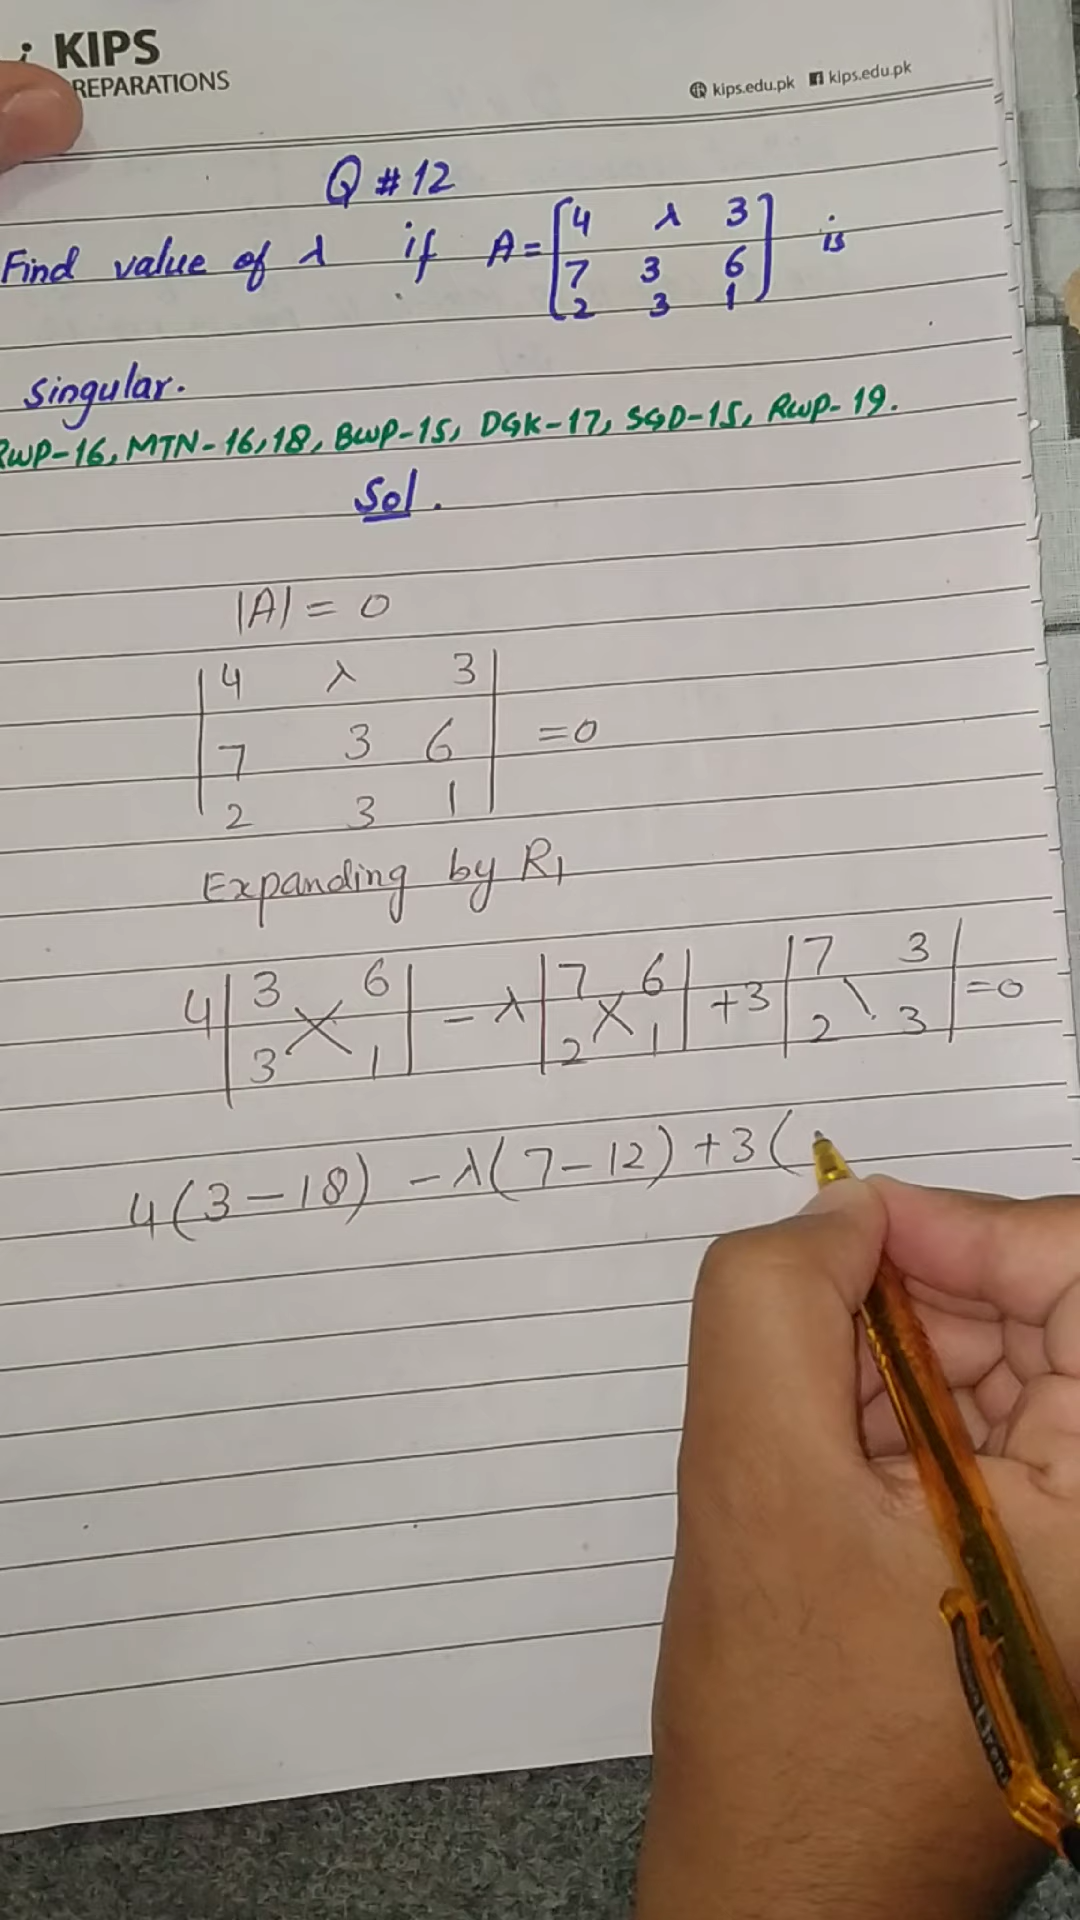 KIPS
REPARATIONS
kips.edu.pk kips.edu.pk
Q # 12
Find value of λ if A = [4 λ 3
7 3 6
2 3 1] is
Singular.
RWP-16, MTN-16,18, BWP-15, DGK-17, SGD-15, RWP-19.
Sol.
|A| = 0
|4 λ 3|
|7 3 6| =0
|2 3 1|
Expanding by R1
4|3 6| - λ|7 6| +3|7 3| =0
|3 1| |2 1| |2 3|
4(3-18) -λ(7-12) +3(